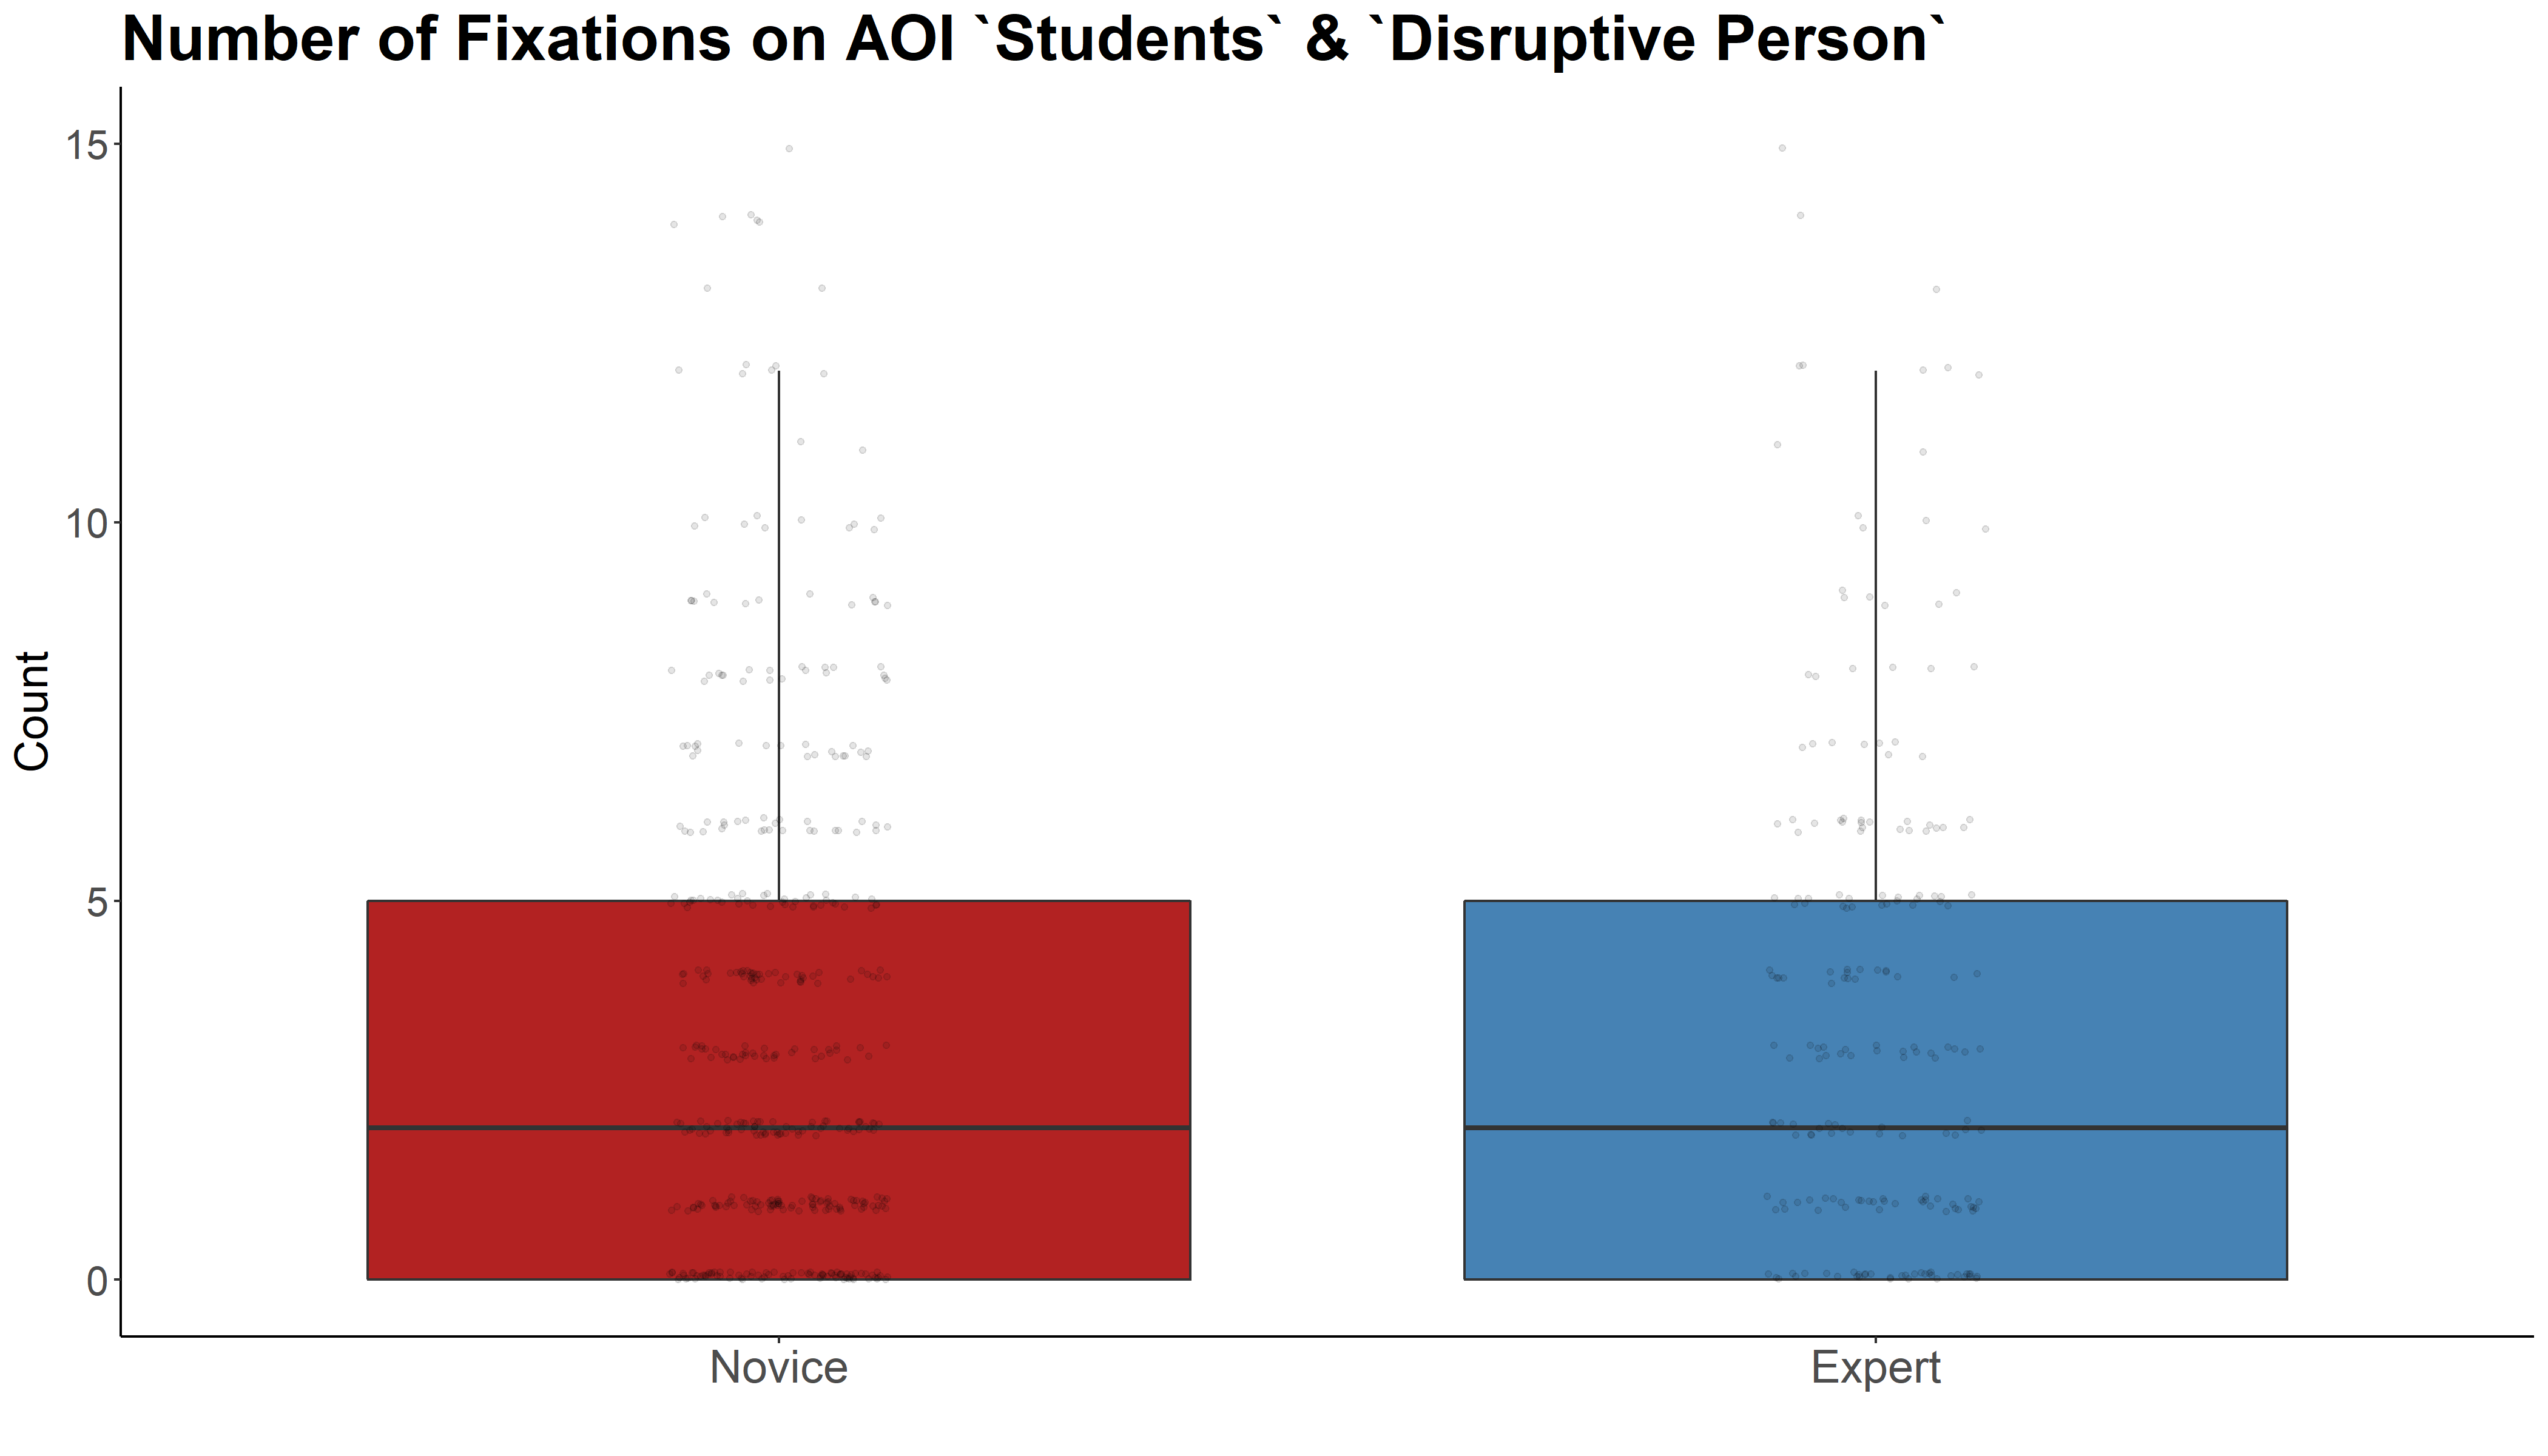 Number of Fixations on AOI `Students` & `Disruptive Person`
15
10
5
0
Count
Novice
Expert